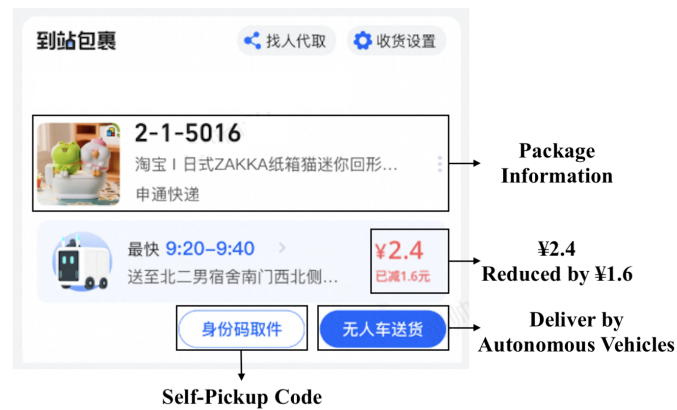 到站包裹
找人代取
收货设置
2-1-5016
淘宝 | 日式ZAKKA纸箱猫迷你回形...
申通快递
Package
Information
最快 9:20-9:40
送至北二男宿舍南门西北侧...
¥2.4
已减1.6元
¥2.4
Reduced by ¥1.6
身份码取件
无人车送货
Deliver by
Autonomous Vehicles
Self-Pickup Code